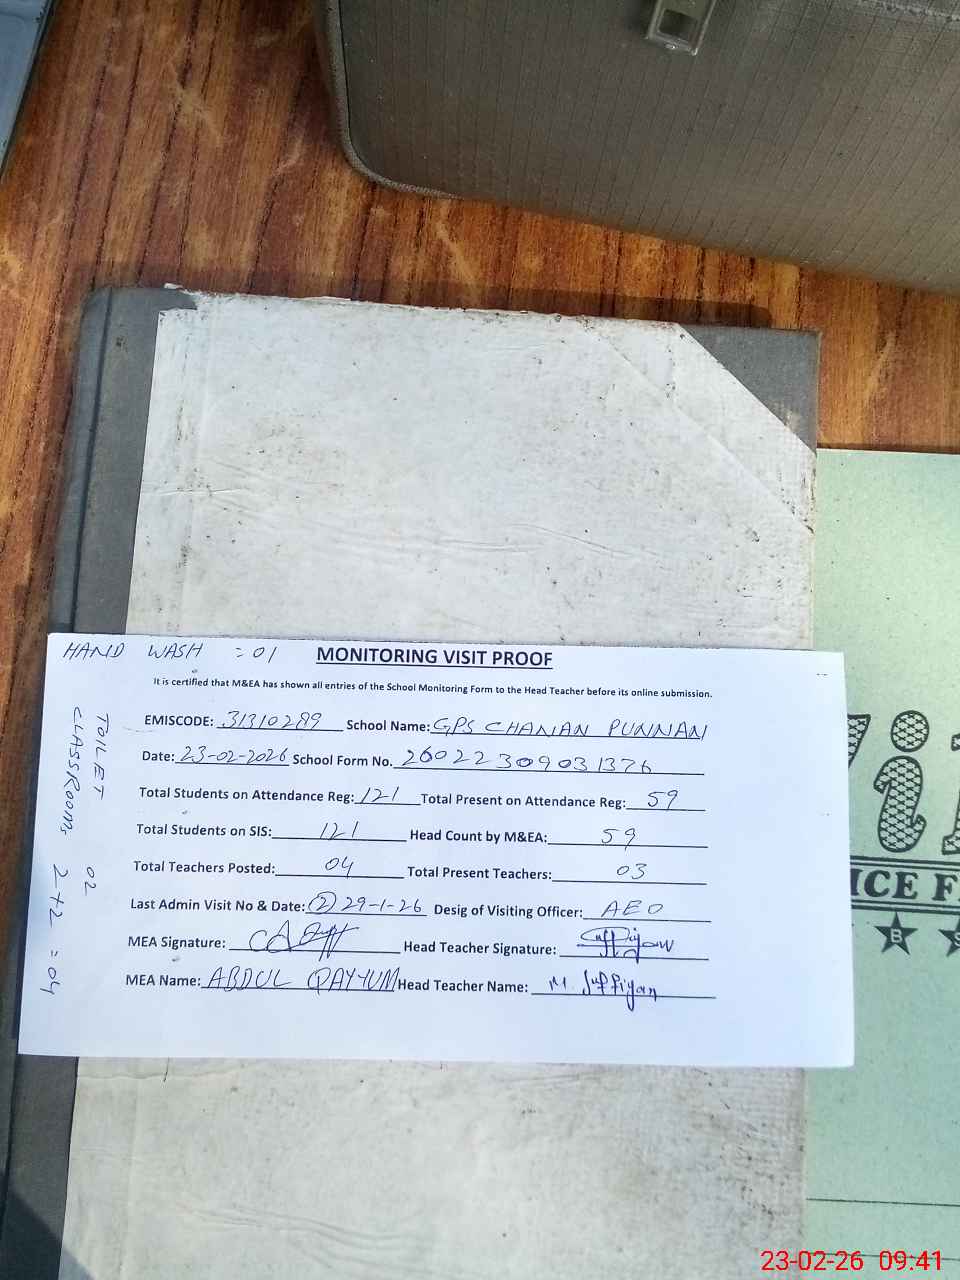 HAND WASH = 01
MONITORING VISIT PROOF
It is certified that M&EA has shown all entries of the School Monitoring Form to the Head Teacher before its online submission.
EMISCODE: 31310289 School Name: GPS CHANAN PUNNAN
Date: 23-02-2026 School Form No. 26022309031376
Total Students on Attendance Reg: 121 Total Present on Attendance Reg: 59
Total Students on SIS: 121 Head Count by M&EA: 59
Total Teachers Posted: 04 Total Present Teachers: 03
Last Admin Visit No & Date: (2) 29-1-26 Desig of Visiting Officer: AEO
MEA Signature: Head Teacher Signature:
MEA Name: ABDUL QAYYUM Head Teacher Name: M. Suffiyan
TOILET 02
CLASSROOMS 2+2 = 04
ICE F
B S
23-02-26 09:41